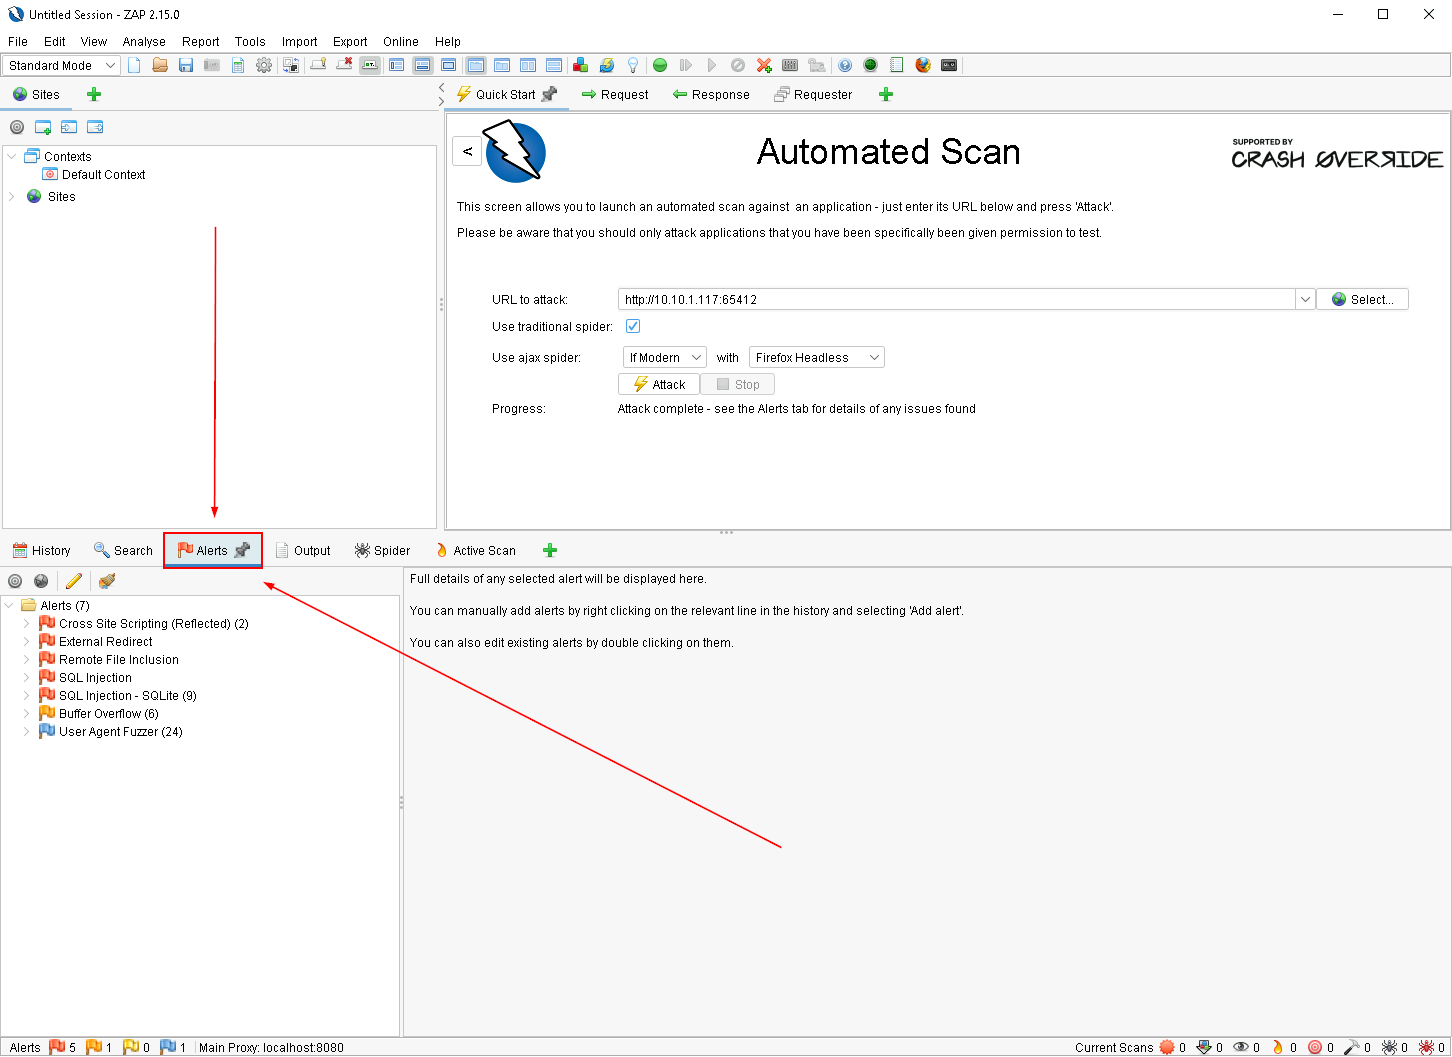 Untitled Session - ZAP 2.15.0
File Edit View Analyse Report Tools Import Export Online Help
Standard Mode
Sites
Quick Start Request Response Requester
Contexts
Default Context
Sites
<
Automated Scan
SUPPORTED BY
CRASH ØVERRIDE
This screen allows you to launch an automated scan against  an application - just enter its URL below and press 'Attack'.
Please be aware that you should only attack applications that you have been specifically been given permission to test.
URL to attack: http://10.10.1.117:65412 Select...
Use traditional spider:
Use ajax spider: If Modern with Firefox Headless
Attack Stop
Progress: Attack complete - see the Alerts tab for details of any issues found
History Search Alerts Output Spider Active Scan
Alerts (7)
Cross Site Scripting (Reflected) (2)
External Redirect
Remote File Inclusion
SQL Injection
SQL Injection - SQLite (9)
Buffer Overflow (6)
User Agent Fuzzer (24)
Full details of any selected alert will be displayed here.
You can manually add alerts by right clicking on the relevant line in the history and selecting 'Add alert'.
You can also edit existing alerts by double clicking on them.
Alerts 5 1 0 1 Main Proxy: localhost:8080
Current Scans 0 0 0 0 0 0 0 0